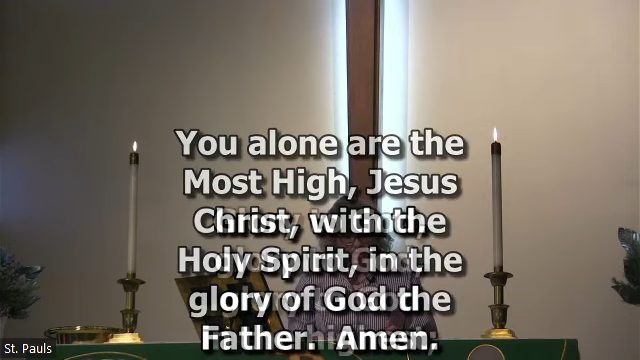 You alone are the
Most High, Jesus
Christ, with the
Holy Spirit, in the
glory of God the
Father. Amen.
St. Pauls